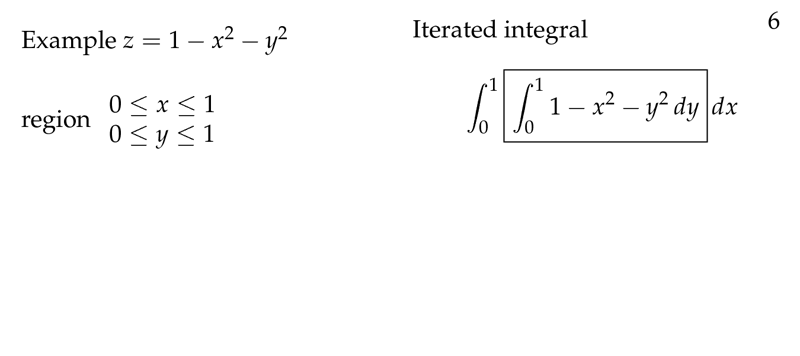 Example z = 1 − x² − y²
region 0 ≤ x ≤ 1
0 ≤ y ≤ 1
Iterated integral
∫₀¹ ∫₀¹ 1 − x² − y² dy dx
6